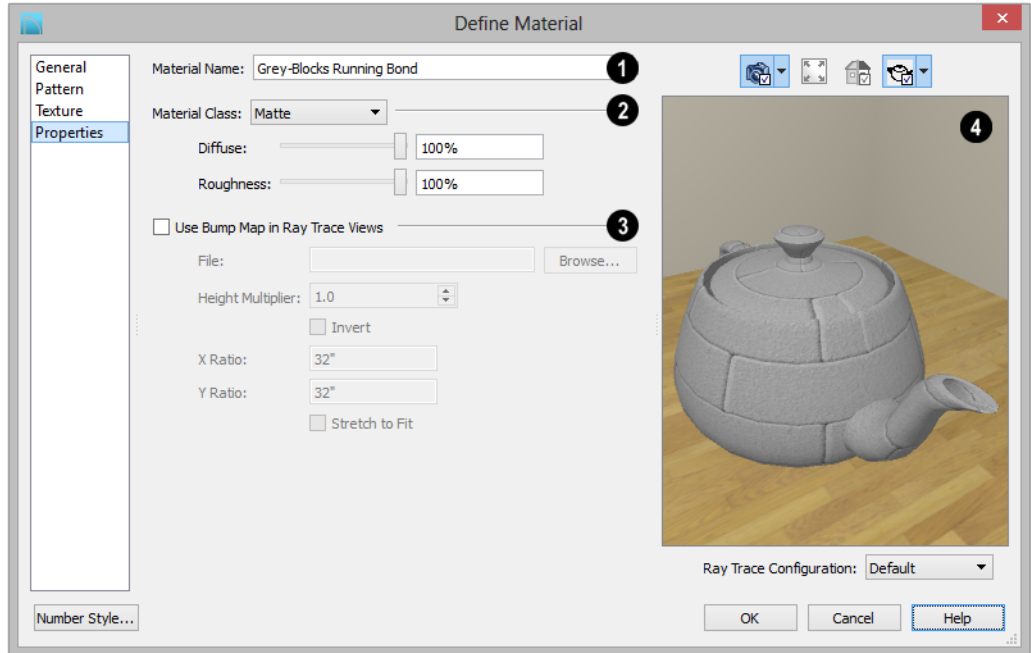 Define Material
General
Pattern
Texture
Properties
Material Name: Grey-Blocks Running Bond 1
Material Class: Matte 2
Diffuse: 100%
Roughness: 100%
Use Bump Map in Ray Trace Views 3
File: Browse...
Height Multiplier: 1.0
Invert
X Ratio: 32"
Y Ratio: 32"
Stretch to Fit
4
Ray Trace Configuration: Default
Number Style... OK Cancel Help